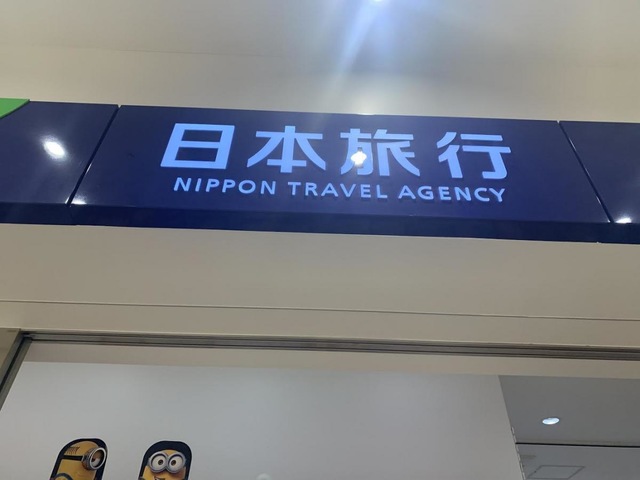 日本旅行
NIPPON TRAVEL AGENCY